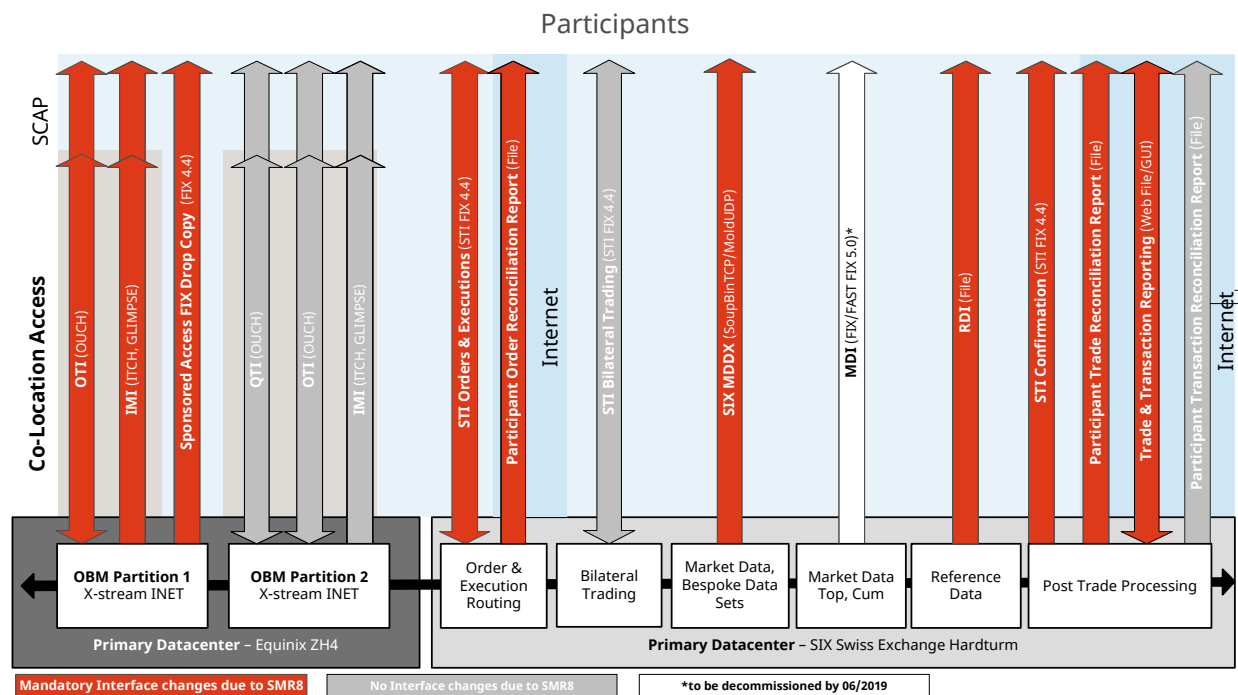 Participants
SCAP
Co-Location Access
OTI (OUCH)
IMI (ITCH, GLIMPSE)
Sponsored Access FIX Drop Copy (FIX 4.4)
QTI (OUCH)
OTI (OUCH)
IMI (ITCH, GLIMPSE)
STI Orders & Executions (STI FIX 4.4)
Participant Order Reconciliation Report (File)
Internet
STI Bilateral Trading (STI FIX 4.4)
SIX MDDX (SoupBinTCP/MoldUDP)
MDI (FIX/FAST FIX 5.0)*
RDI (File)
STI Confirmation (STI FIX 4.4)
Participant Trade Reconciliation Report (File)
Trade & Transaction Reporting (Web File/GUI)
Participant Transaction Reconciliation Report (File)
Internet
OBM Partition 1
X-stream INET
OBM Partition 2
X-stream INET
Order &
Execution
Routing
Bilateral
Trading
Market Data,
Bespoke Data
Sets
Market Data
Top, Cum
Reference
Data
Post Trade Processing
Primary Datacenter – Equinix ZH4
Primary Datacenter – SIX Swiss Exchange Hardturm
Mandatory Interface changes due to SMR8
No Interface changes due to SMR8
*to be decommissioned by 06/2019